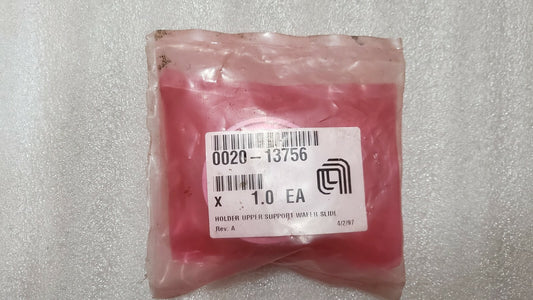 0020-13756
x 1.0 EA
HOLDER UPPER SUPPORT WAFER SLIDE
Rev. A 4/2/97